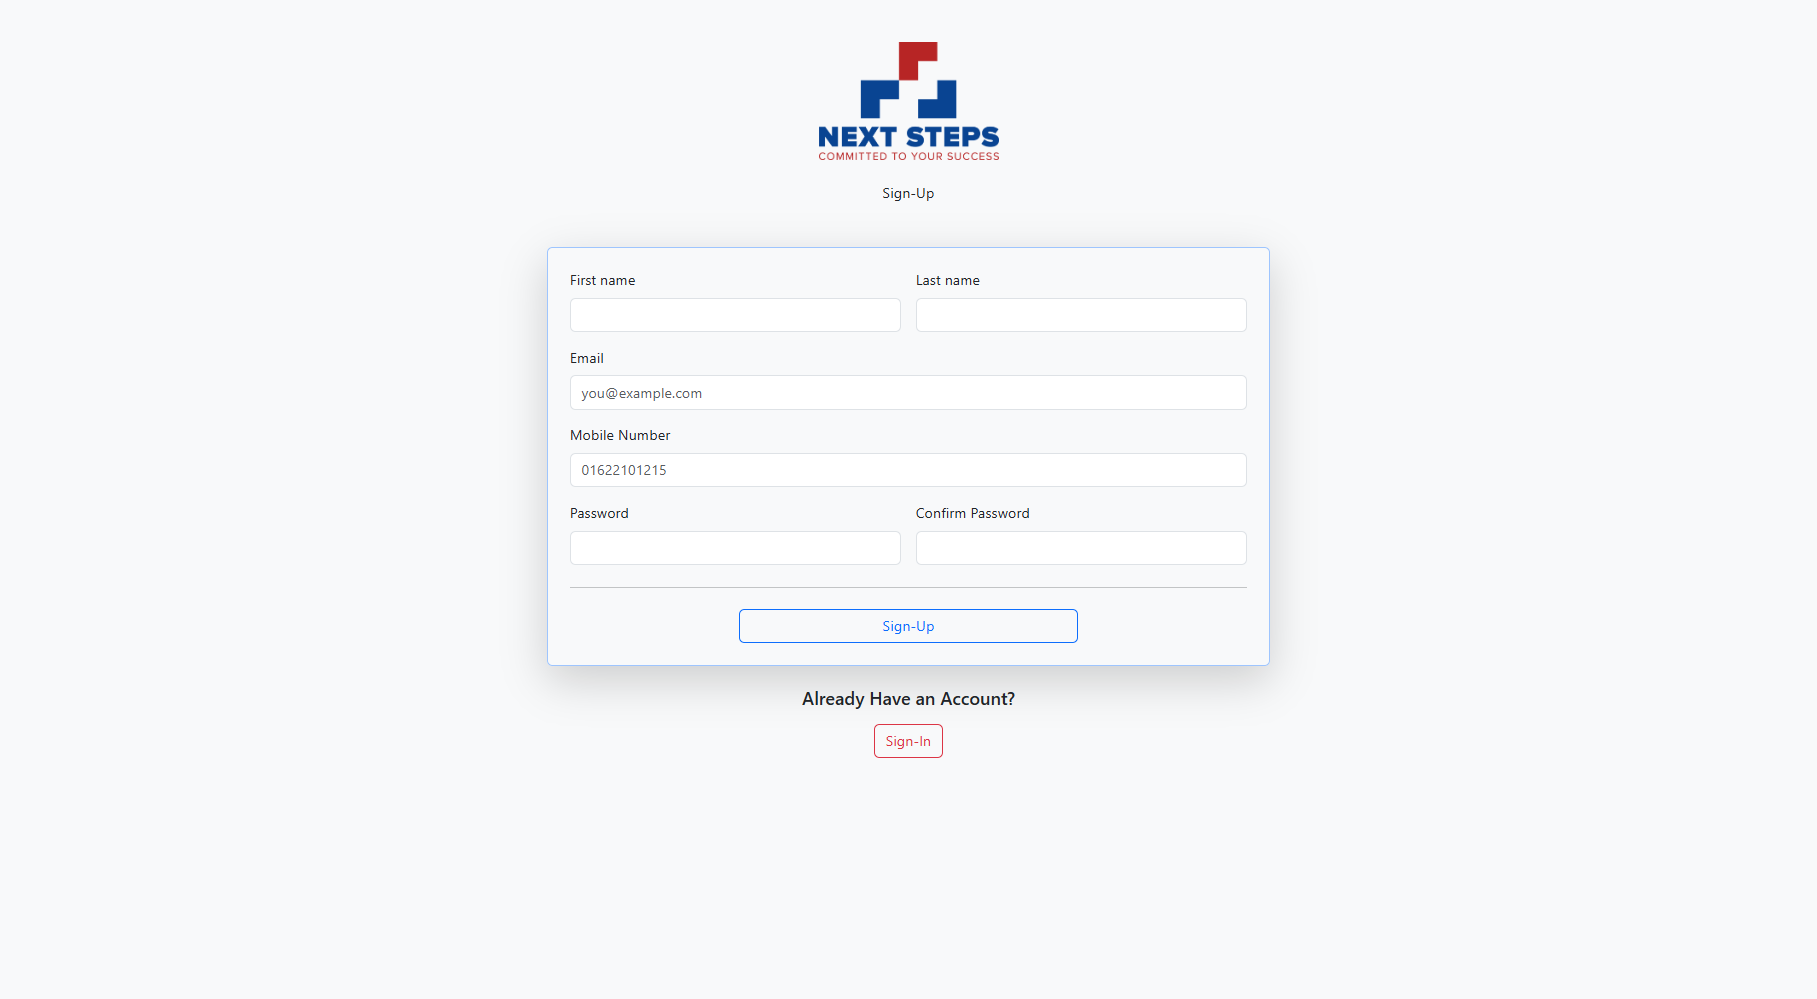 NEXT STEPS
COMMITTED TO YOUR SUCCESS
Sign-Up
First name Last name
Email
you@example.com
Mobile Number
01622101215
Password Confirm Password
Sign-Up
Already Have an Account?
Sign-In